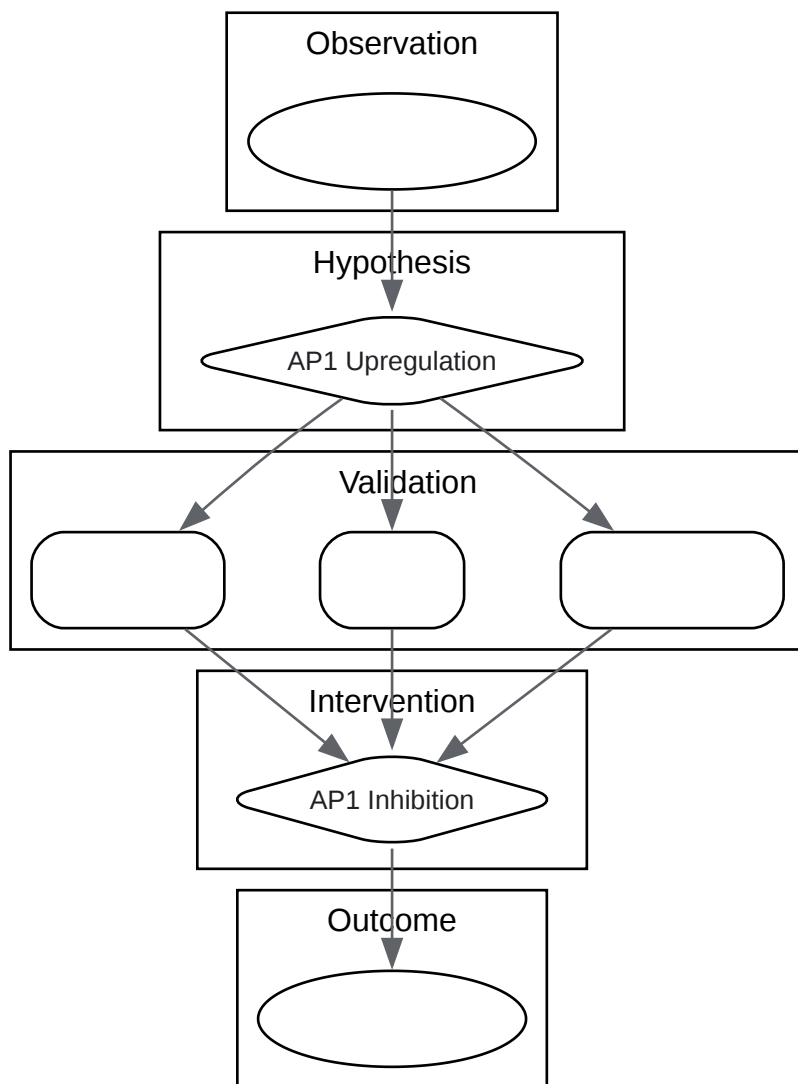 Observation
Hypothesis
AP1 Upregulation
Validation
Intervention
AP1 Inhibition
Outcome